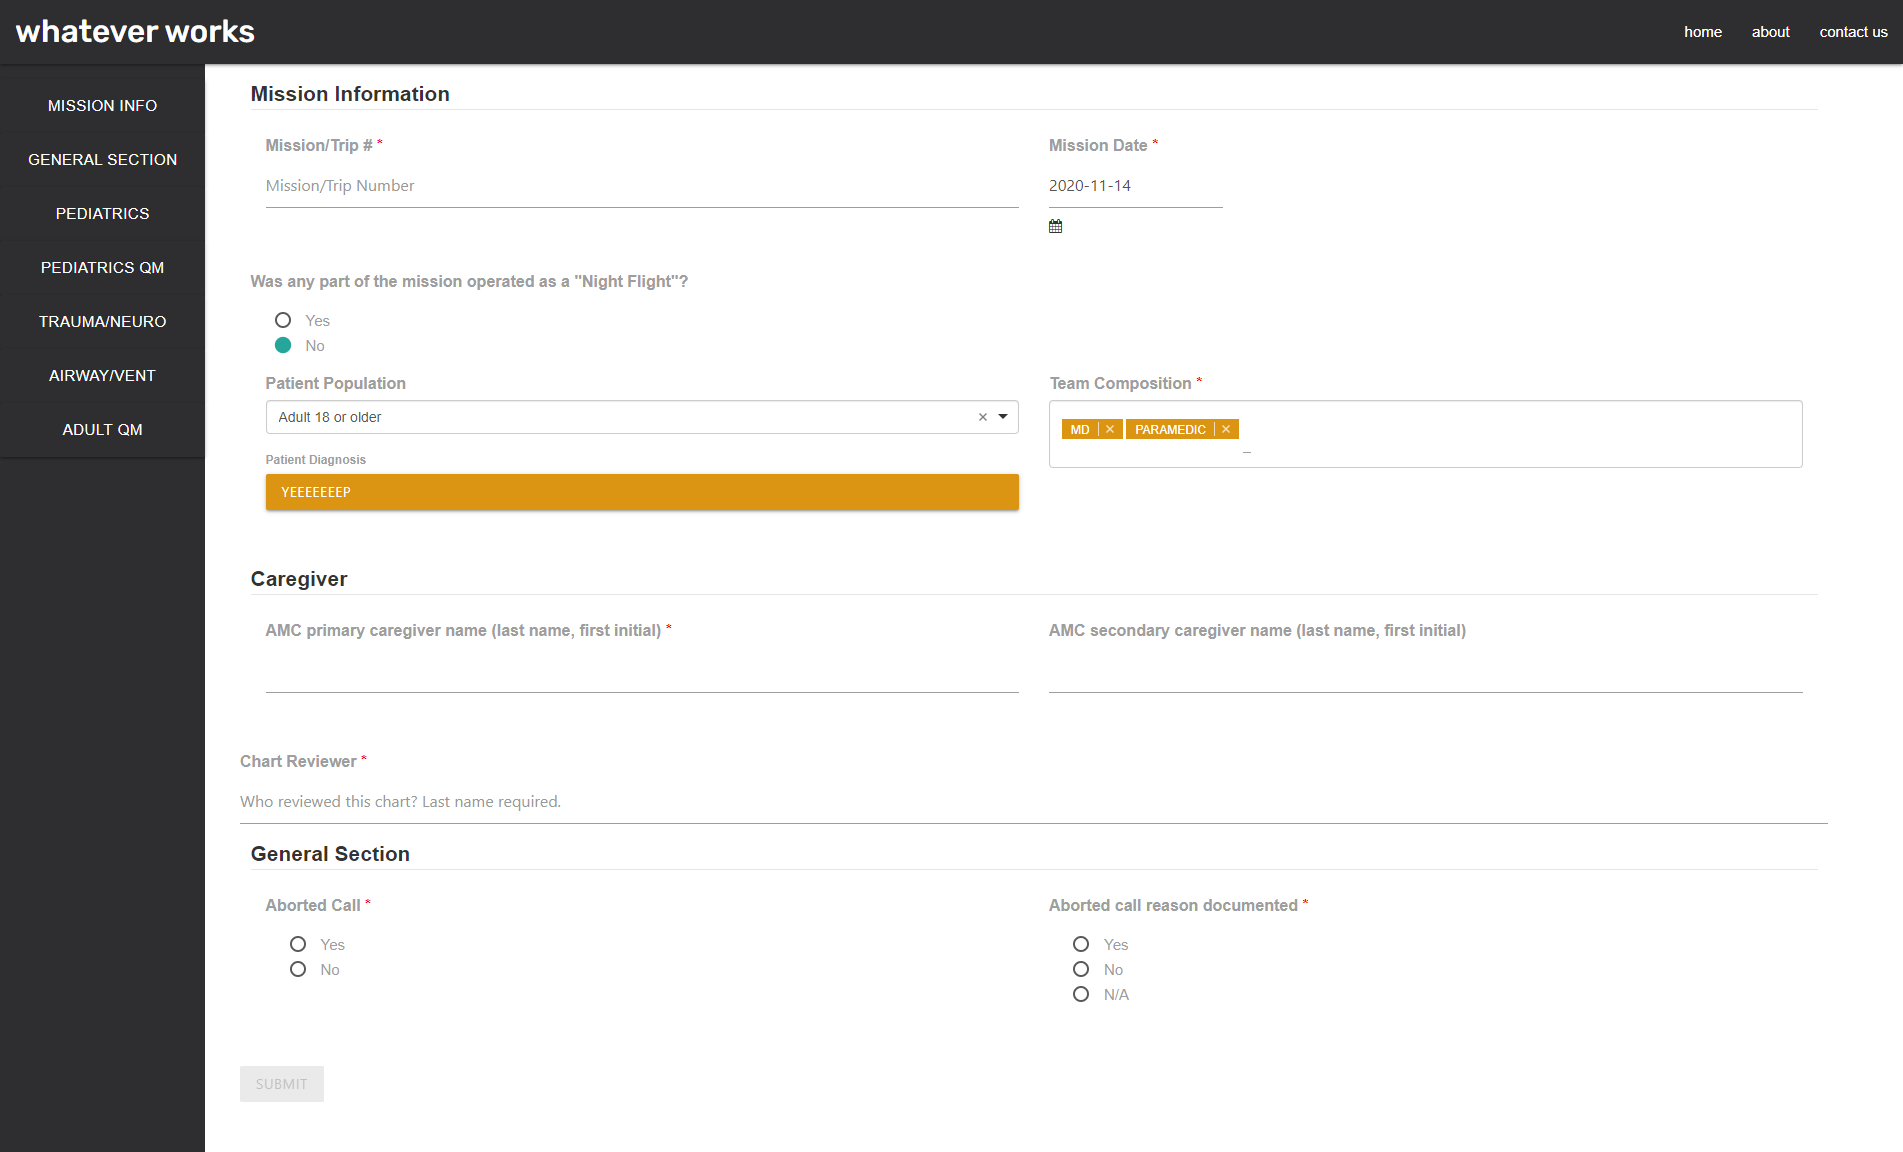 whatever works
home about contact us
MISSION INFO
GENERAL SECTION
PEDIATRICS
PEDIATRICS QM
TRAUMA/NEURO
AIRWAY/VENT
ADULT QM
Mission Information
Mission/Trip # *
Mission/Trip Number
Mission Date *
2020-11-14
Was any part of the mission operated as a "Night Flight"?
Yes
No
Patient Population
Adult 18 or older
Patient Diagnosis
YEEEEEEEP
Team Composition *
MD × PARAMEDIC ×
Caregiver
AMC primary caregiver name (last name, first initial) *
AMC secondary caregiver name (last name, first initial)
Chart Reviewer *
Who reviewed this chart? Last name required.
General Section
Aborted Call *
Yes
No
Aborted call reason documented *
Yes
No
N/A
SUBMIT